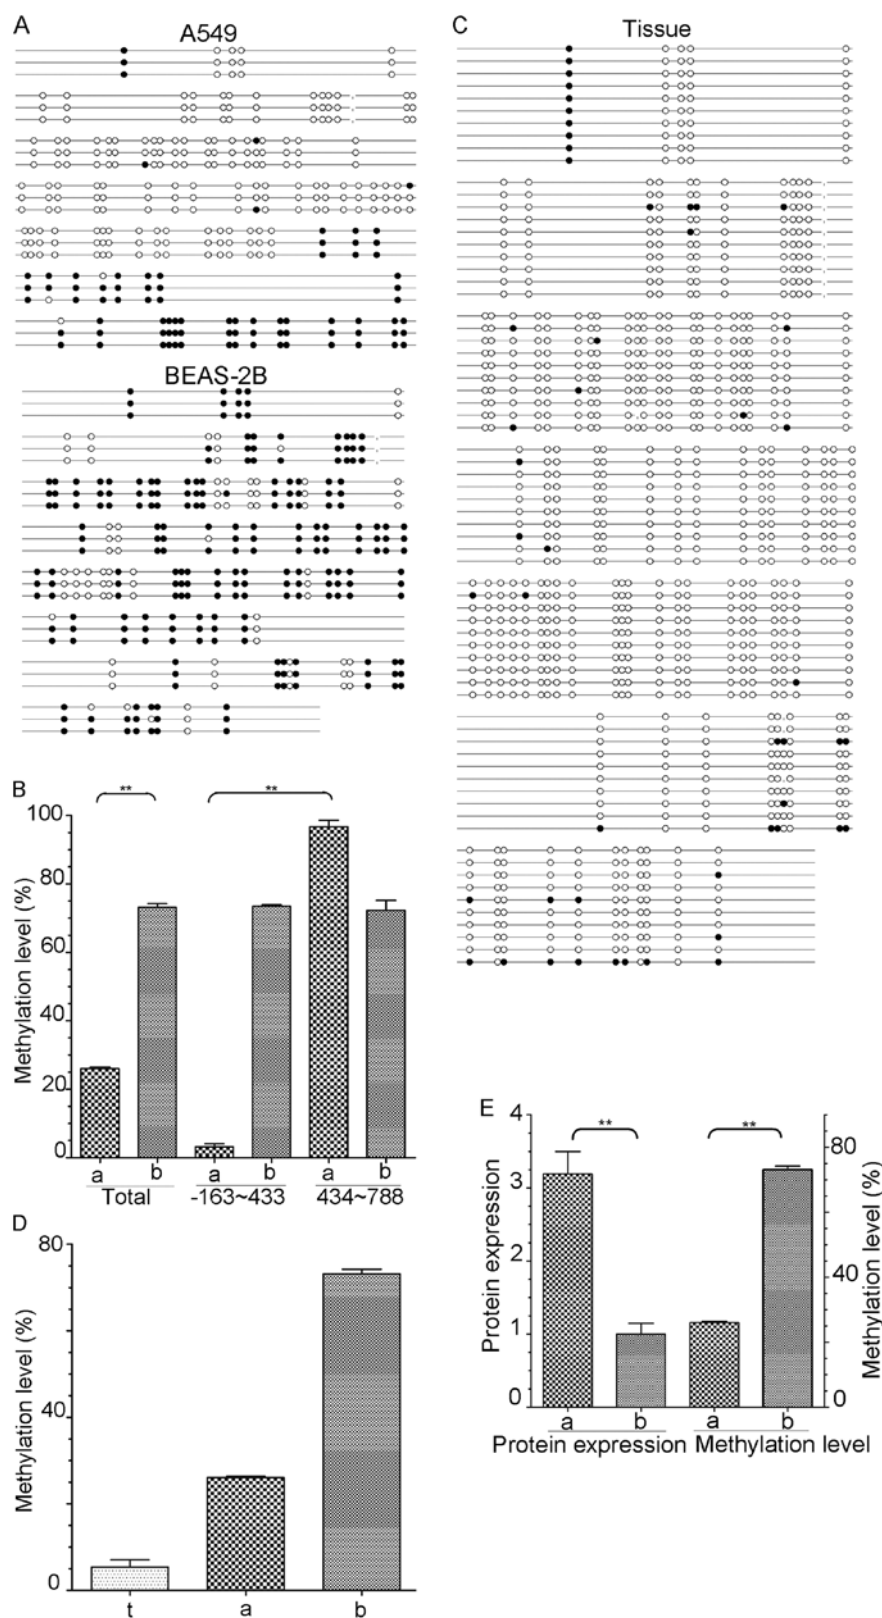 A
A549
BEAS-2B
C
Tissue
B
**
**
Methylation level (%)
100
80
60
40
20
0
a
b
a
b
a
b
Total
-163~433
434~788
D
Methylation level (%)
80
40
0
t
a
b
E
**
**
Protein expression
4
3
2
1
0
80
40
0
Methylation level (%)
a
b
a
b
Protein expression
Methylation level